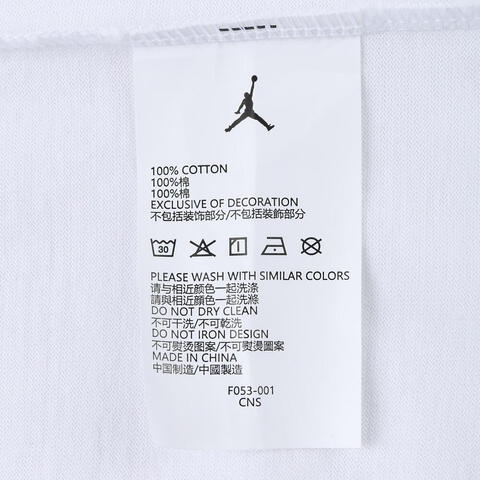 100% COTTON
100%棉
100%棉
EXCLUSIVE OF DECORATION
不包括装饰部分/不包裝飾部分
30
PLEASE WASH WITH SIMILAR COLORS
请与相近颜色一起洗涤
請與相近顔色一起洗滌
DO NOT DRY CLEAN
不可干洗/不可乾洗
DO NOT IRON DESIGN
不可熨烫图案/不可熨燙圖案
MADE IN CHINA
中国制造/中國製造
F053-001
CNS